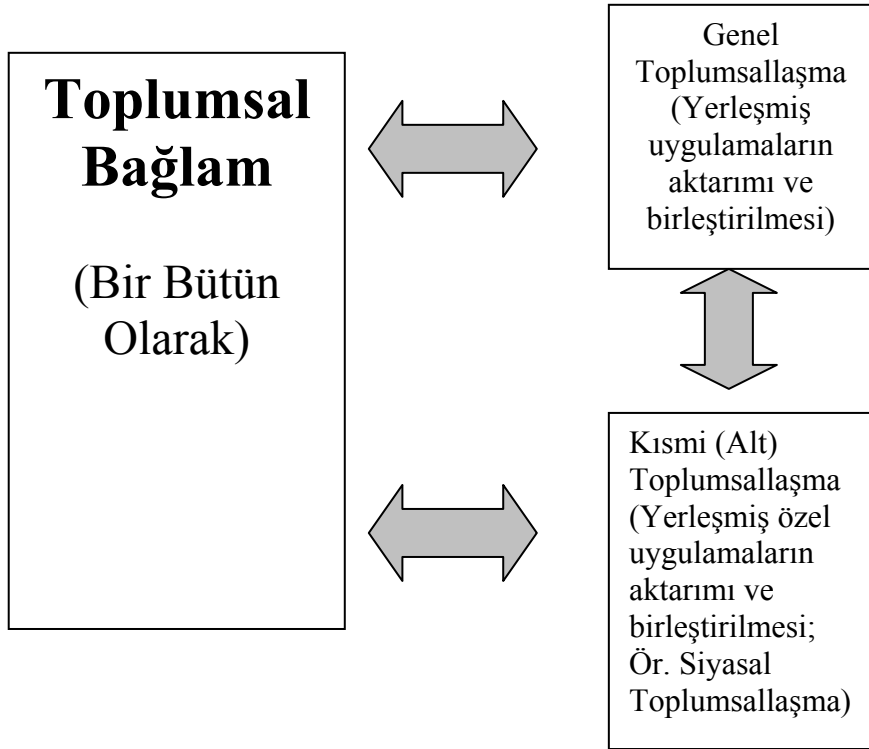 Toplumsal
Bağlam
(Bir Bütün
Olarak)
Genel
Toplumsallaşma
(Yerleşmiş
uygulamaların
aktarımı ve
birleştirilmesi)
Kısmi (Alt)
Toplumsallaşma
(Yerleşmiş özel
uygulamaların
aktarımı ve
birleştirilmesi;
Ör. Siyasal
Toplumsallaşma)